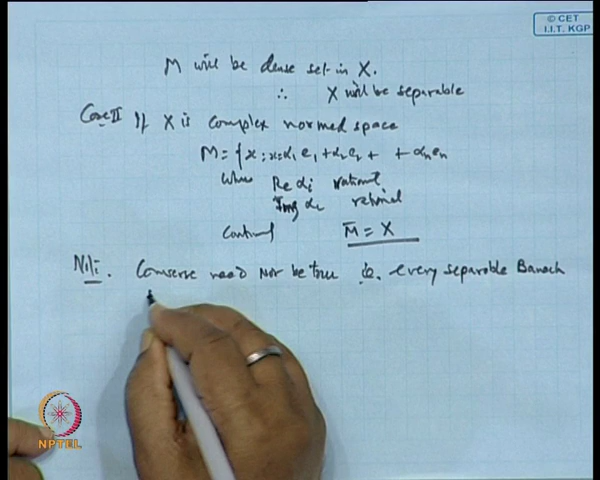 © CET
I.I.T. KGP
M will be dense set in X.
∴ X will be separable
Case II If X is complex normed space
M = {x : x = α₁ e₁ + α₂ e₂ + + αₙ eₙ
Where Re αᵢ rational
Img αᵢ rational
M̄ = X
Note: Converse need not be true ie. every separable Banach
NPTEL